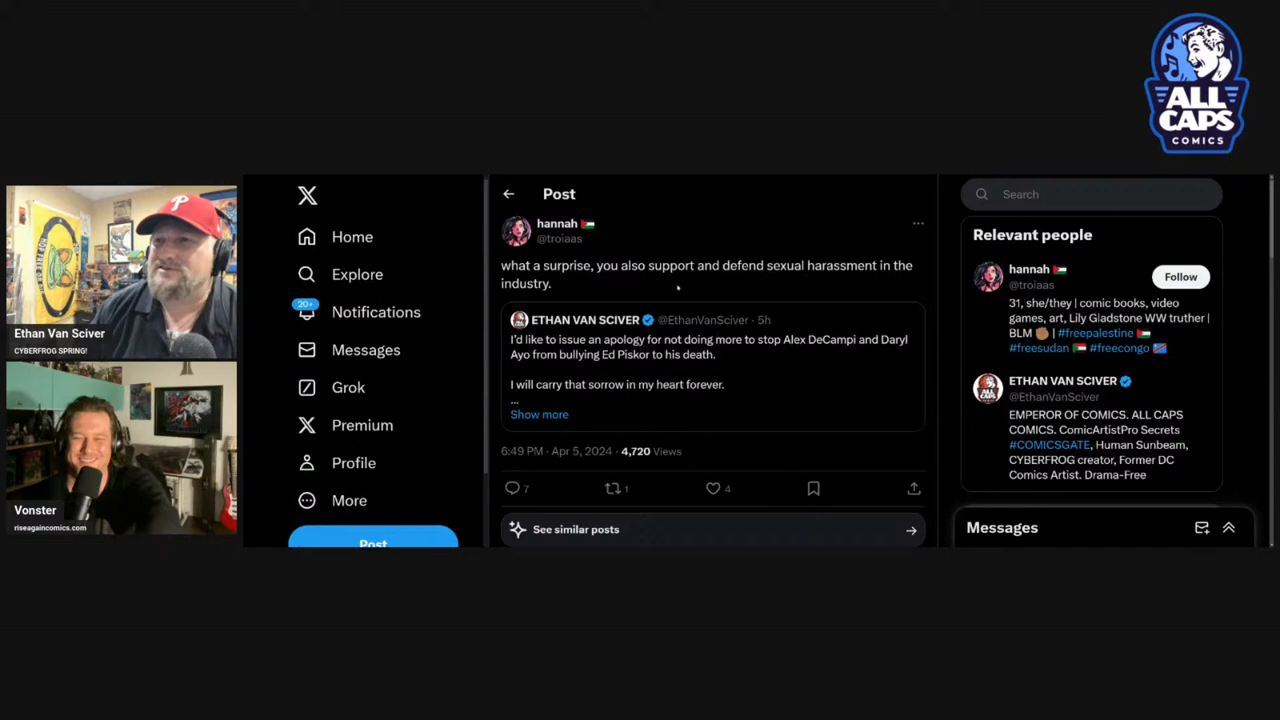 ALL
CAPS
COMICS
Ethan Van Sciver
CYBERFROG SPRING!
Vonster
riseagaincomics.com
Home
Explore
20+
Notifications
Messages
Grok
Premium
Profile
More
Post
Post
hannah
@troiaas
what a surprise, you also support and defend sexual harassment in the
industry.
ETHAN VAN SCIVER @EthanVanSciver · 5h
I'd like to issue an apology for not doing more to stop Alex DeCampi and Daryl
Ayo from bullying Ed Piskor to his death.
I will carry that sorrow in my heart forever.
...
Show more
6:49 PM · Apr 5, 2024 · 4,720 Views
7
1
4
See similar posts
Search
Relevant people
hannah
@troiaas
Follow
31, she/they | comic books, video
games, art, Lily Gladstone WW truther |
BLM | #freepalestine
#freesudan #freecongo
ETHAN VAN SCIVER
@EthanVanSciver
EMPEROR OF COMICS. ALL CAPS
COMICS. ComicArtistPro Secrets
#COMICSGATE, Human Sunbeam,
CYBERFROG creator, Former DC
Comics Artist. Drama-Free
Messages